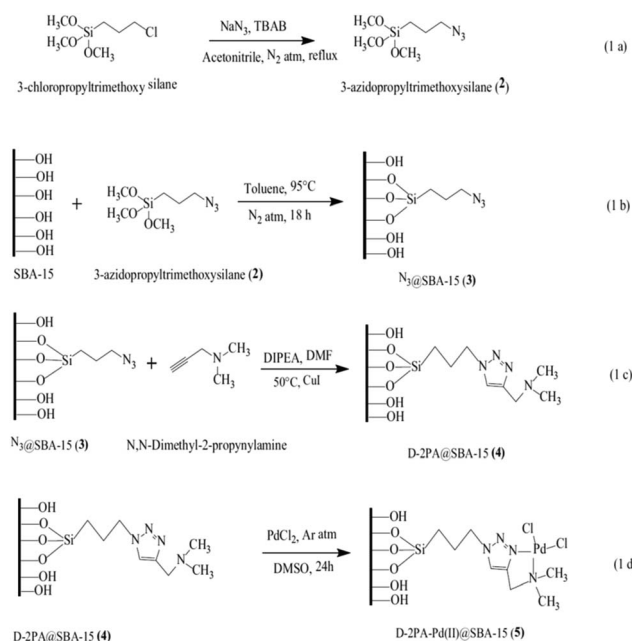 H₃CO
H₃CO Si Cl
OCH₃
NaN₃, TBAB
Acetonitrile, N₂ atm, reflux
H₃CO
H₃CO Si N₃
OCH₃
(1 a)
3-chloropropyltrimethoxy silane
3-azidopropyltrimethoxysilane (2)
OH
OH
OH
OH
OH
OH
SBA-15
+
H₃CO
H₃CO Si N₃
OCH₃
3-azidopropyltrimethoxysilane (2)
Toluene, 95°C
N₂ atm, 18 h
OH
O
O Si N₃
O
OH
OH
N₃@SBA-15 (3)
(1 b)
OH
O
O Si N₃
O
OH
OH
N₃@SBA-15 (3)
+
CH₃
N
CH₃
N,N-Dimethyl-2-propynylamine
DIPEA, DMF
50°C, CuI
OH
O
O Si N N N
O
OH
OH
CH₃
N
CH₃
D-2PA@SBA-15 (4)
(1 c)
OH
O
O Si N N N
O
OH
OH
CH₃
N
CH₃
D-2PA@SBA-15 (4)
PdCl₂, Ar atm
DMSO, 24h
OH
O
O Si N N N
O
OH
OH
Cl
Pd Cl
N CH₃
CH₃
D-2PA-Pd(II)@SBA-15 (5)
(1 d